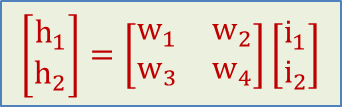 [h₁ h₂] = [w₁ w₂ w₃ w₄] [i₁ i₂]